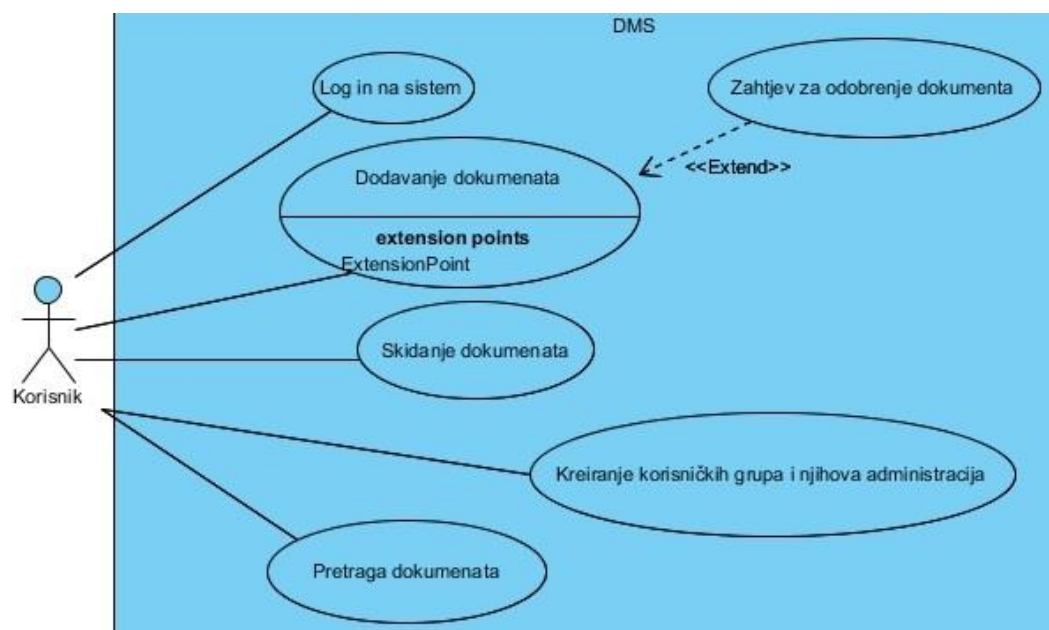 DMS
Log in na sistem
Zahtjev za odobrenje dokumenta
Dodavanje dokumenata
<<Extend>>
extension points
ExtensionPoint
Skidanje dokumenata
Korisnik
Kreiranje korisničkih grupa i njihova administracija
Pretraga dokumenata